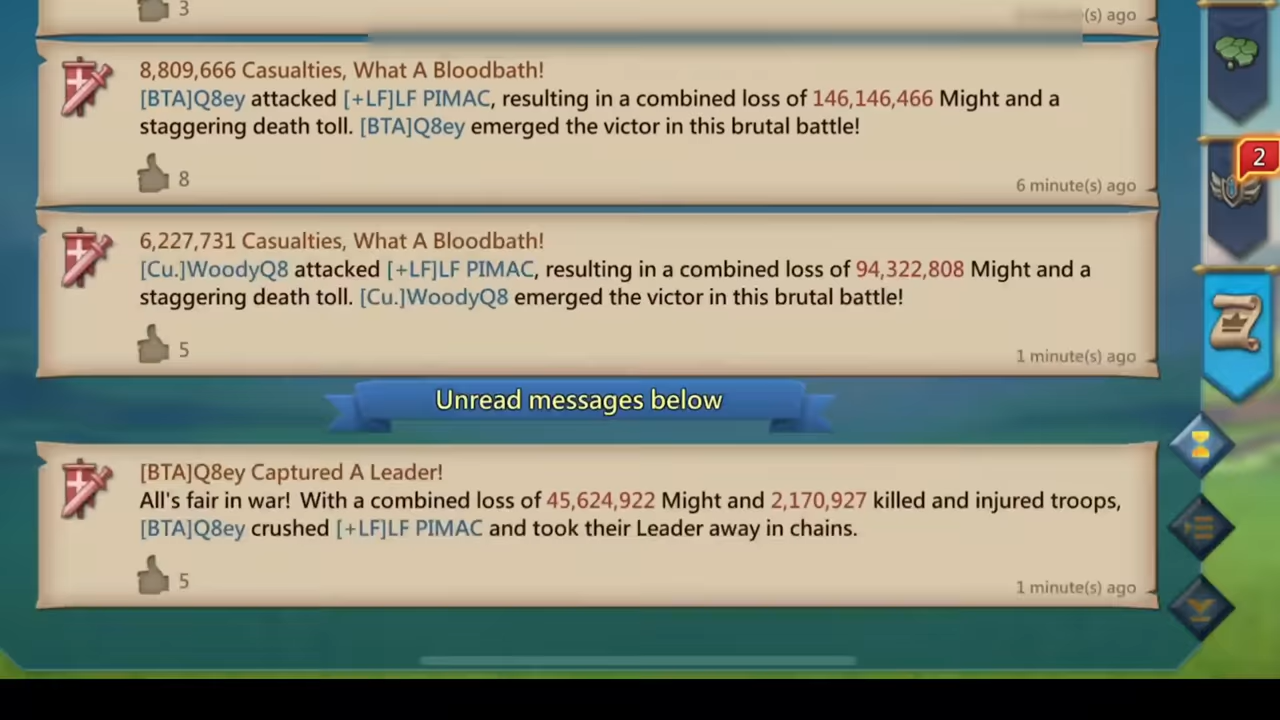 3
(s) ago
8,809,666 Casualties, What A Bloodbath!
[BTA]Q8ey attacked [+LF]LF PIMAC, resulting in a combined loss of 146,146,466 Might and a
staggering death toll. [BTA]Q8ey emerged the victor in this brutal battle!
8
6 minute(s) ago
2
6,227,731 Casualties, What A Bloodbath!
[Cu.]WoodyQ8 attacked [+LF]LF PIMAC, resulting in a combined loss of 94,322,808 Might and a
staggering death toll. [Cu.]WoodyQ8 emerged the victor in this brutal battle!
5
1 minute(s) ago
Unread messages below
[BTA]Q8ey Captured A Leader!
All's fair in war! With a combined loss of 45,624,922 Might and 2,170,927 killed and injured troops,
[BTA]Q8ey crushed [+LF]LF PIMAC and took their Leader away in chains.
5
1 minute(s) ago